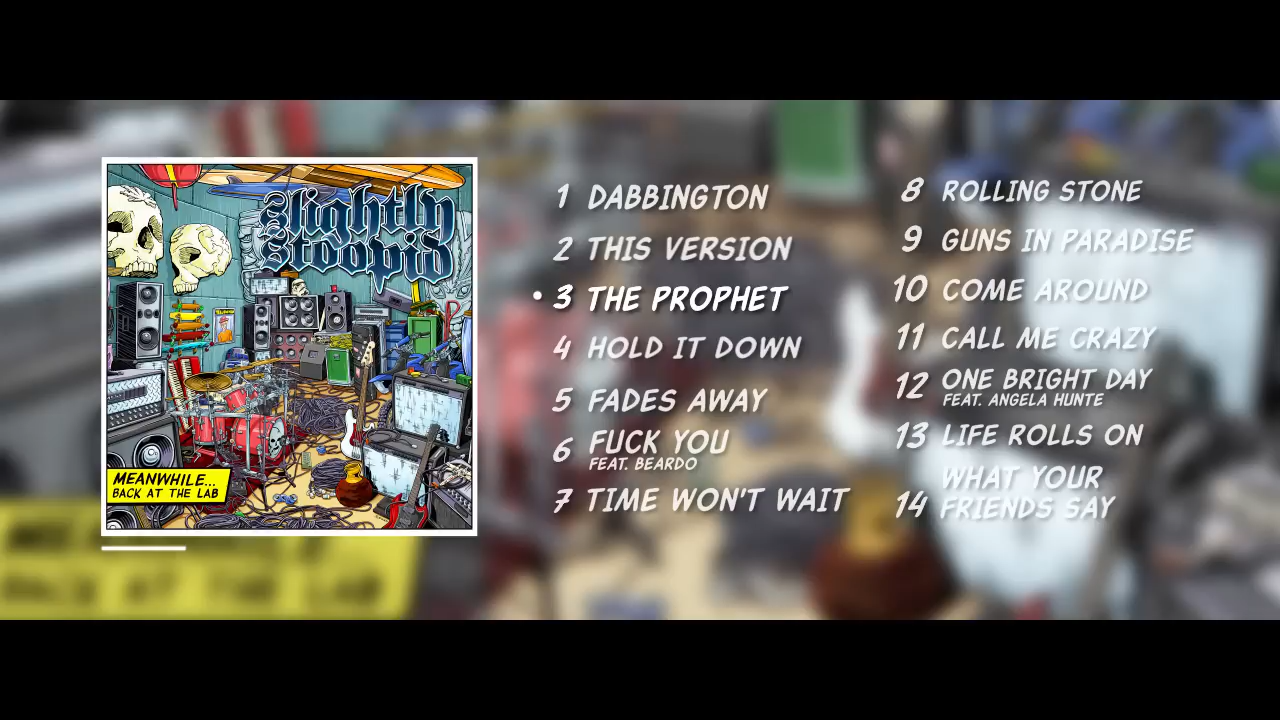 slightly
stoopid
MEANWHILE...
BACK AT THE LAB
1 DABBINGTON
2 THIS VERSION
• 3 THE PROPHET
4 HOLD IT DOWN
5 FADES AWAY
6 FUCK YOU
FEAT. BEARDO
7 TIME WON'T WAIT
8 ROLLING STONE
9 GUNS IN PARADISE
10 COME AROUND
11 CALL ME CRAZY
12 ONE BRIGHT DAY
FEAT. ANGELA HUNTE
13 LIFE ROLLS ON
WHAT YOUR
14 FRIENDS SAY